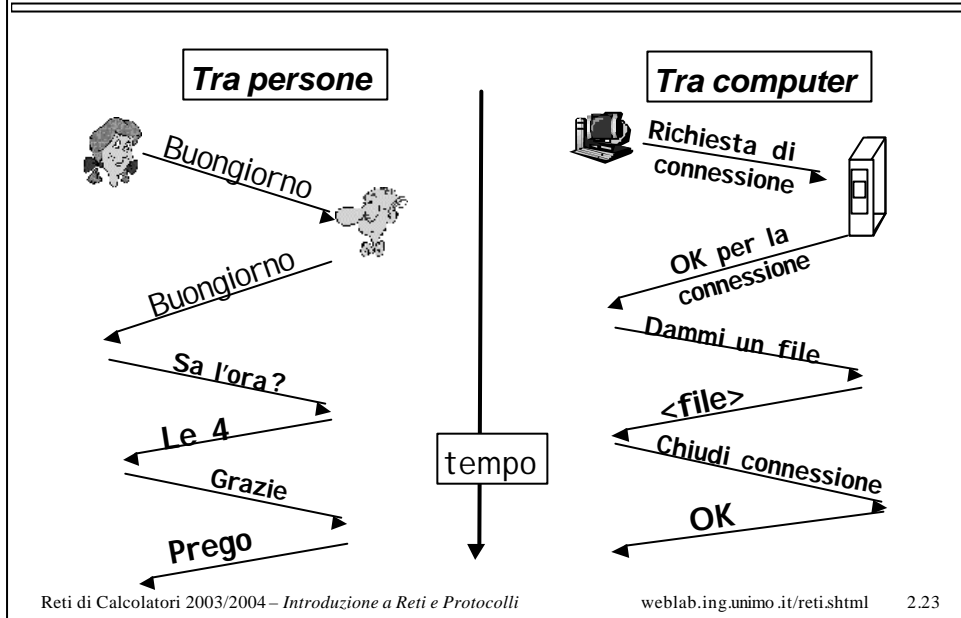 Tra persone
Buongiorno
Buongiorno
Sa l'ora?
Le 4
Grazie
Prego
tempo
Tra computer
Richiesta di
connessione
OK per la
connessione
Dammi un file
<file>
Chiudi connessione
OK
Reti di Calcolatori 2003/2004 – Introduzione a Reti e Protocolli weblab.ing.unimo.it/reti.shtml 2.23